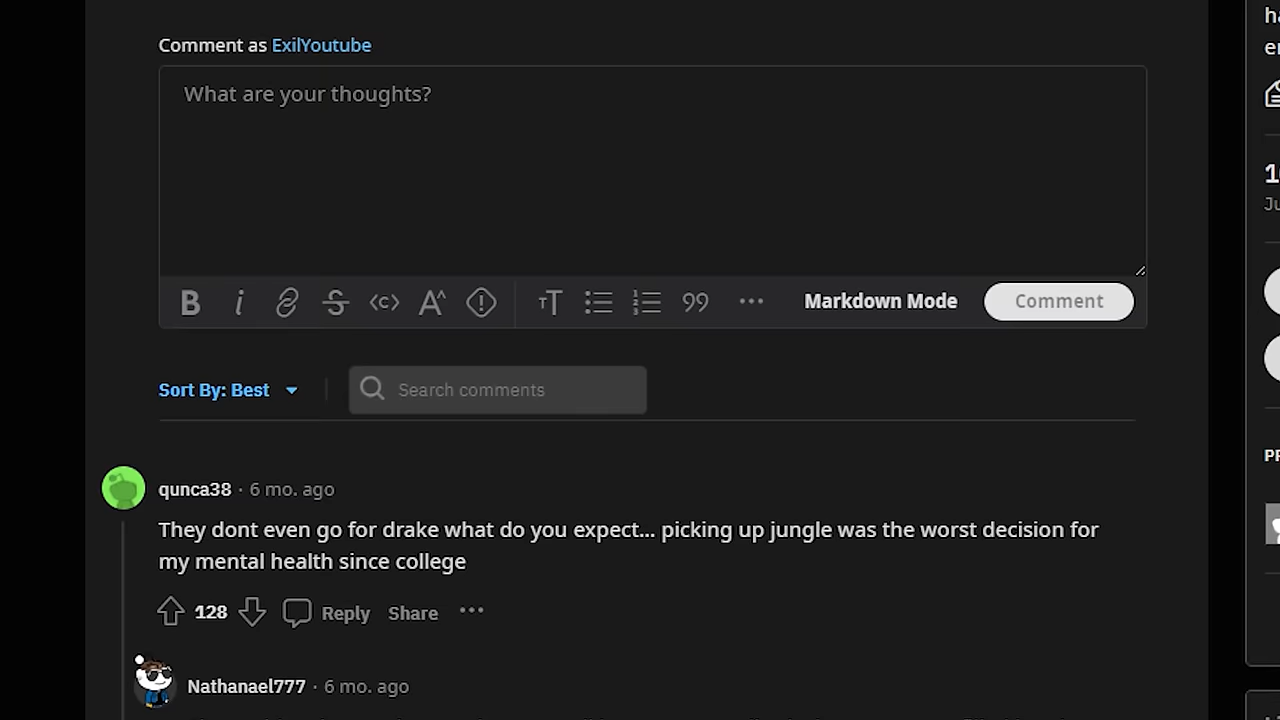 Comment as ExilYoutube
What are your thoughts?
Markdown Mode
Comment
Sort By: Best
Search comments
qunca38 · 6 mo. ago
They dont even go for drake what do you expect... picking up jungle was the worst decision for
my mental health since college
128
Reply
Share
Nathanael777 · 6 mo. ago